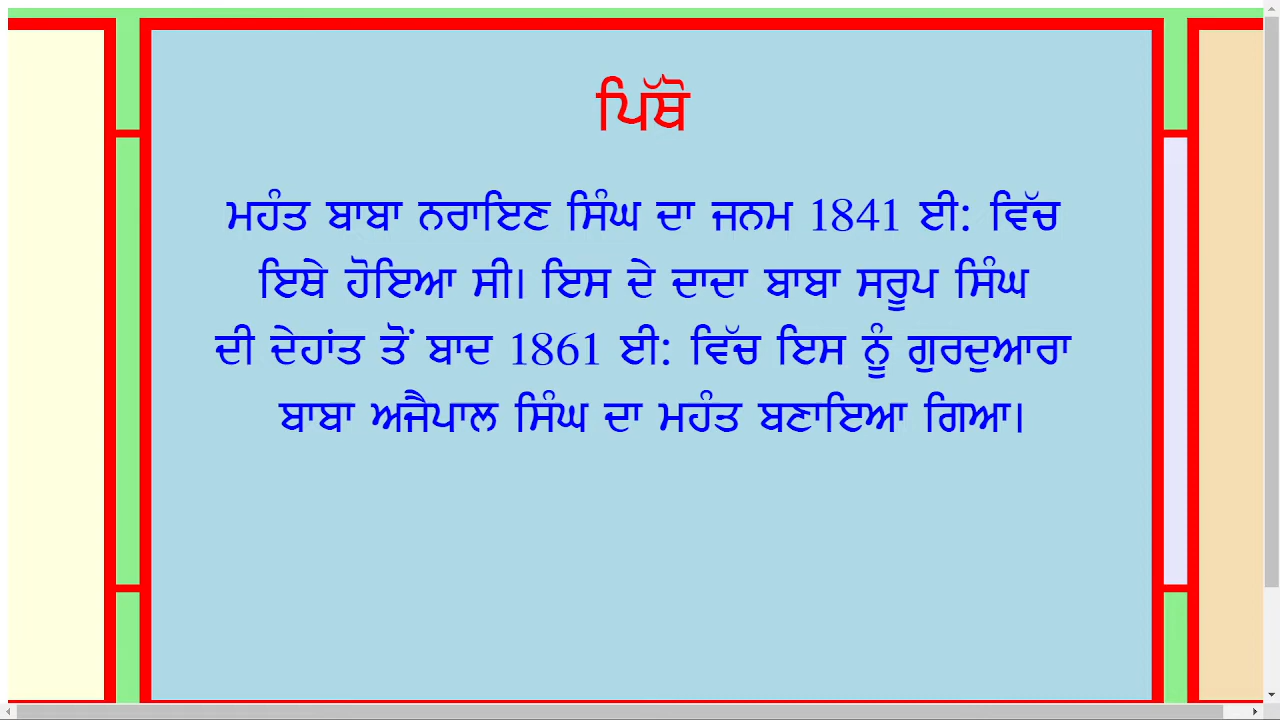 ਪਿੱਥੋ
ਮਹੰਤ ਬਾਬਾ ਨਰਾਇਣ ਸਿੰਘ ਦਾ ਜਨਮ 1841 ਈ: ਵਿੱਚ
ਇਥੇ ਹੋਇਆ ਸੀ। ਇਸ ਦੇ ਦਾਦਾ ਬਾਬਾ ਸਰੂਪ ਸਿੰਘ
ਦੀ ਦੇਹਾਂਤ ਤੋਂ ਬਾਦ 1861 ਈ: ਵਿੱਚ ਇਸ ਨੂੰ ਗੁਰਦੁਆਰਾ
ਬਾਬਾ ਅਜੈਪਾਲ ਸਿੰਘ ਦਾ ਮਹੰਤ ਬਣਾਇਆ ਗਿਆ।